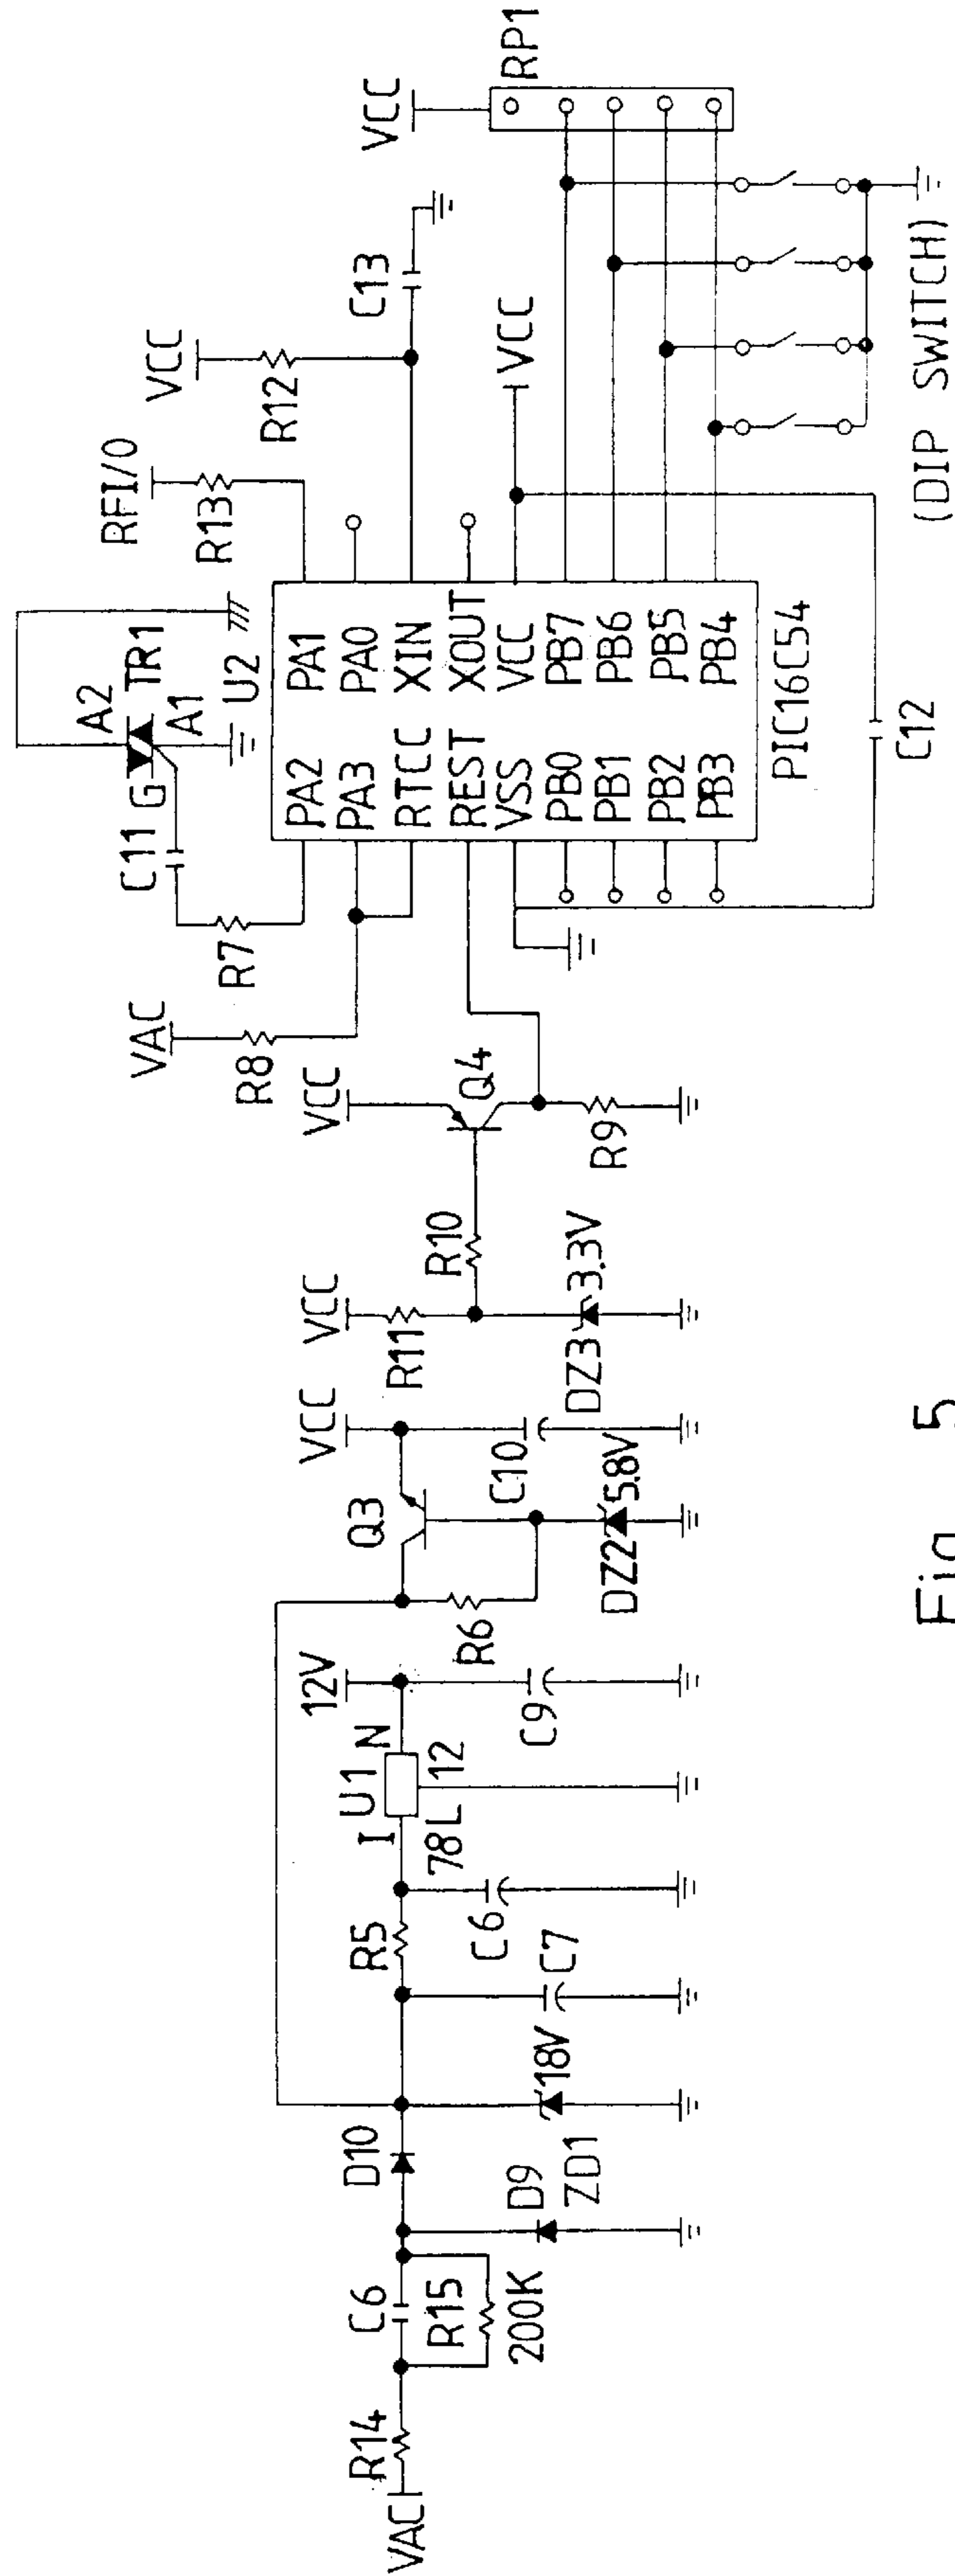 VAC
R14
C6
R15
200K
D10
D9
ZD1
18V
C7
R5
C6
I U1 N
78L 12
12V
C9
R6
Q3
DZ2 5.8V
C10
VCC
VCC
R11
DZ3 3.3V
R10
VCC
Q4
R9
VAC
R8
R7
C11
G
A2
TR1
A1
U2
PA2 PA1
PA3 PA0
RTCC XIN
REST XOUT
VSS VCC
PB0 PB7
PB1 PB6
PB2 PB5
PB3 PB4
PIC16C54
C12
RFI/0
R13
VCC
R12
C13
VCC
VCC
RP1
(DIP SWITCH)
Fig 5